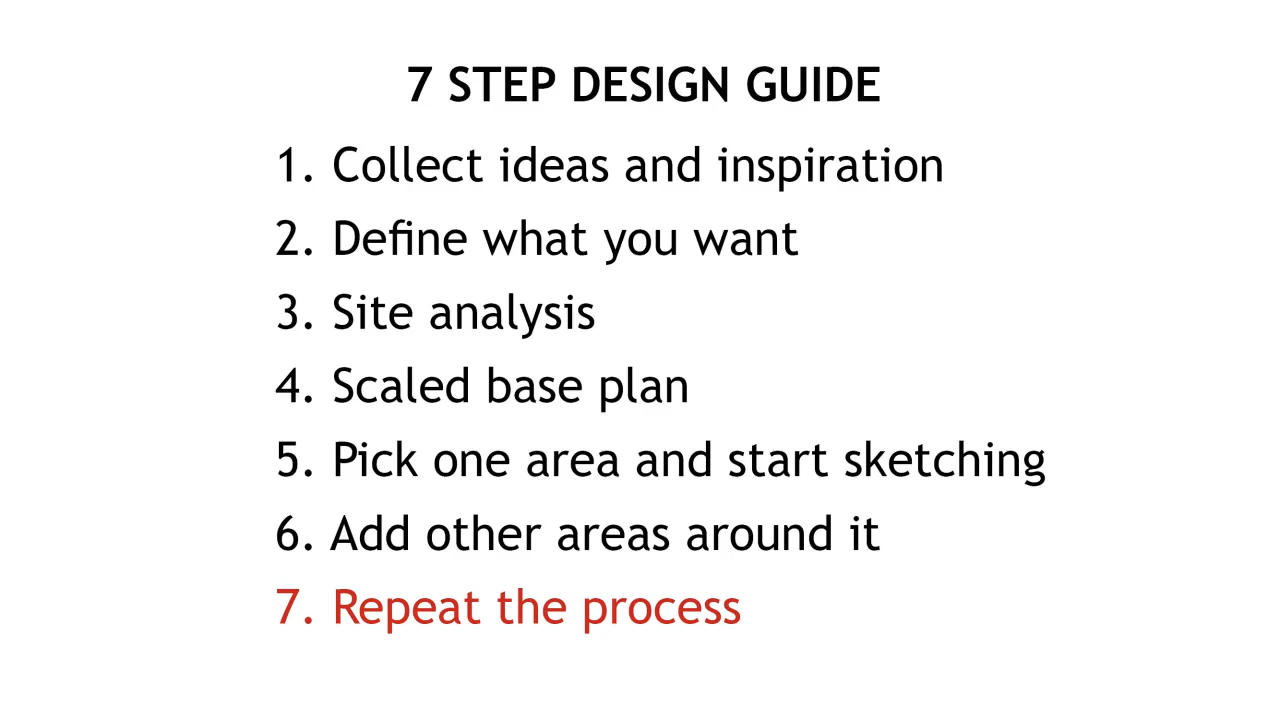 7 STEP DESIGN GUIDE
1. Collect ideas and inspiration
2. Define what you want
3. Site analysis
4. Scaled base plan
5. Pick one area and start sketching
6. Add other areas around it
7. Repeat the process